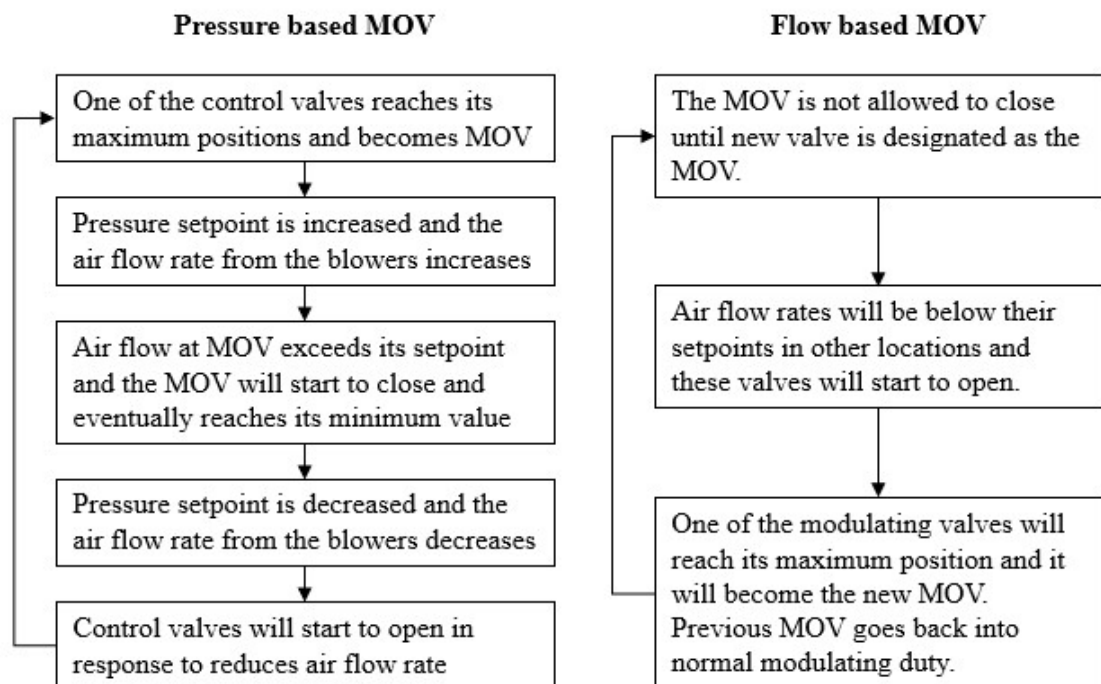 Pressure based MOV
One of the control valves reaches its
maximum positions and becomes MOV
Pressure setpoint is increased and the
air flow rate from the blowers increases
Air flow at MOV exceeds its setpoint
and the MOV will start to close and
eventually reaches its minimum value
Pressure setpoint is decreased and the
air flow rate from the blowers decreases
Control valves will start to open in
response to reduces air flow rate
Flow based MOV
The MOV is not allowed to close
until new valve is designated as the
MOV.
Air flow rates will be below their
setpoints in other locations and
these valves will start to open.
One of the modulating valves will
reach its maximum position and it
will become the new MOV.
Previous MOV goes back into
normal modulating duty.